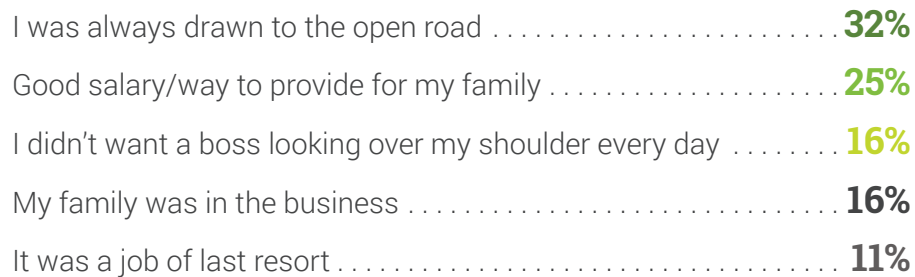 I was always drawn to the open road . . . . . . . . . . . . . . . . . . . . . . . . . 32%
Good salary/way to provide for my family . . . . . . . . . . . . . . . . . . . . . 25%
I didn't want a boss looking over my shoulder every day . . . . . . . . 16%
My family was in the business . . . . . . . . . . . . . . . . . . . . . . . . . . . . . . . 16%
It was a job of last resort . . . . . . . . . . . . . . . . . . . . . . . . . . . . . . . . . . . . 11%